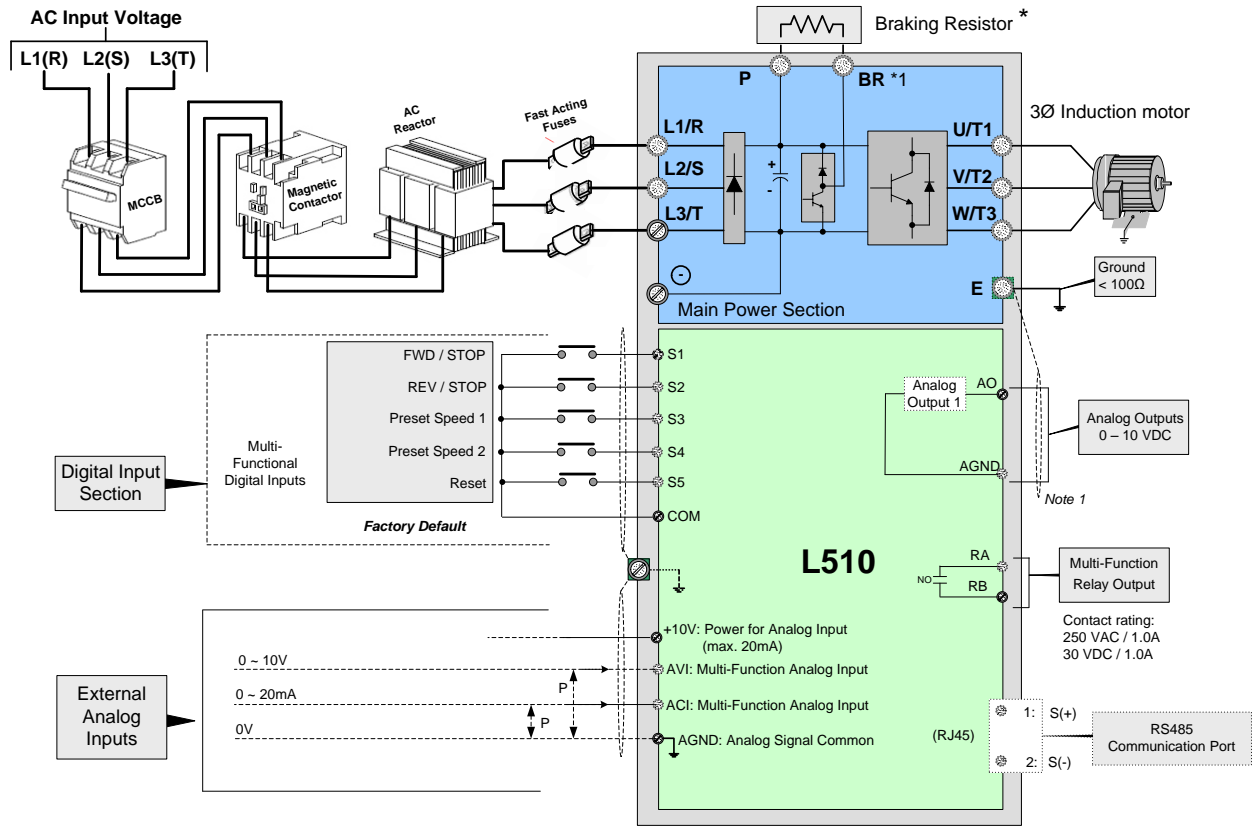 AC Input Voltage
L1(R) L2(S) L3(T)
MCCB
Magnetic
Contactor
AC
Reactor
Fast Acting
Fuses
Braking Resistor *
P
BR *1
L1/R
L2/S
L3/T
+
-
-
U/T1
V/T2
W/T3
3Ø Induction motor
E
Ground
< 100Ω
Main Power Section
Digital Input
Section
Multi-
Functional
Digital Inputs
FWD / STOP
REV / STOP
Preset Speed 1
Preset Speed 2
Reset
Factory Default
S1
S2
S3
S4
S5
COM
L510
Analog
Output 1
AO
AGND
Analog Outputs
0 – 10 VDC
Note 1
RA
NO
RB
Multi-Function
Relay Output
Contact rating:
250 VAC / 1.0A
30 VDC / 1.0A
External
Analog
Inputs
0 ~ 10V
0 ~ 20mA
0V
P
P
+10V: Power for Analog Input
(max. 20mA)
AVI: Multi-Function Analog Input
ACI: Multi-Function Analog Input
AGND: Analog Signal Common
(RJ45)
1: S(+)
2: S(-)
RS485
Communication Port